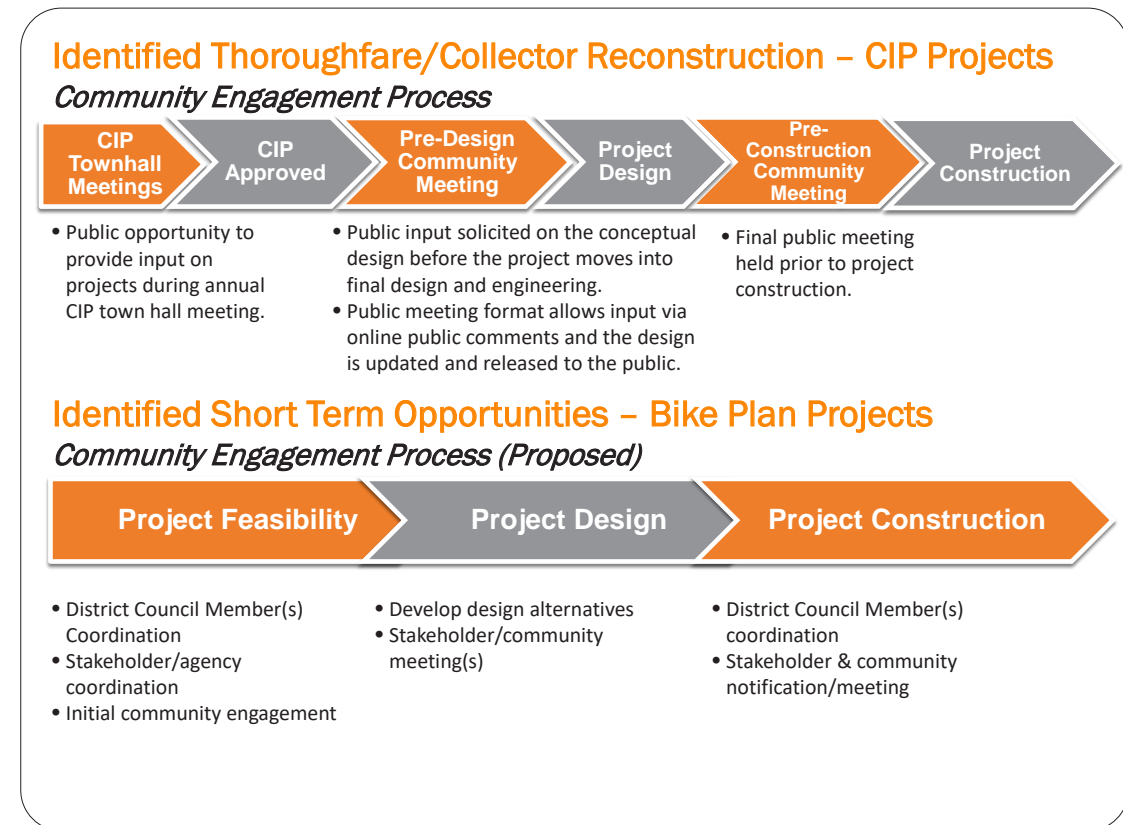 Identified Thoroughfare/Collector Reconstruction – CIP Projects
Community Engagement Process
CIP
Townhall
Meetings
CIP
Approved
Pre-Design
Community
Meeting
Project
Design
Pre-
Construction
Community
Meeting
Project
Construction
• Public opportunity to
provide input on
projects during annual
CIP town hall meeting.
• Public input solicited on the conceptual
design before the project moves into
final design and engineering.
• Public meeting format allows input via
online public comments and the design
is updated and released to the public.
• Final public meeting
held prior to project
construction.
Identified Short Term Opportunities – Bike Plan Projects
Community Engagement Process (Proposed)
Project Feasibility
Project Design
Project Construction
• District Council Member(s)
Coordination
• Stakeholder/agency
coordination
• Initial community engagement
• Develop design alternatives
• Stakeholder/community
meeting(s)
• District Council Member(s)
coordination
• Stakeholder & community
notification/meeting